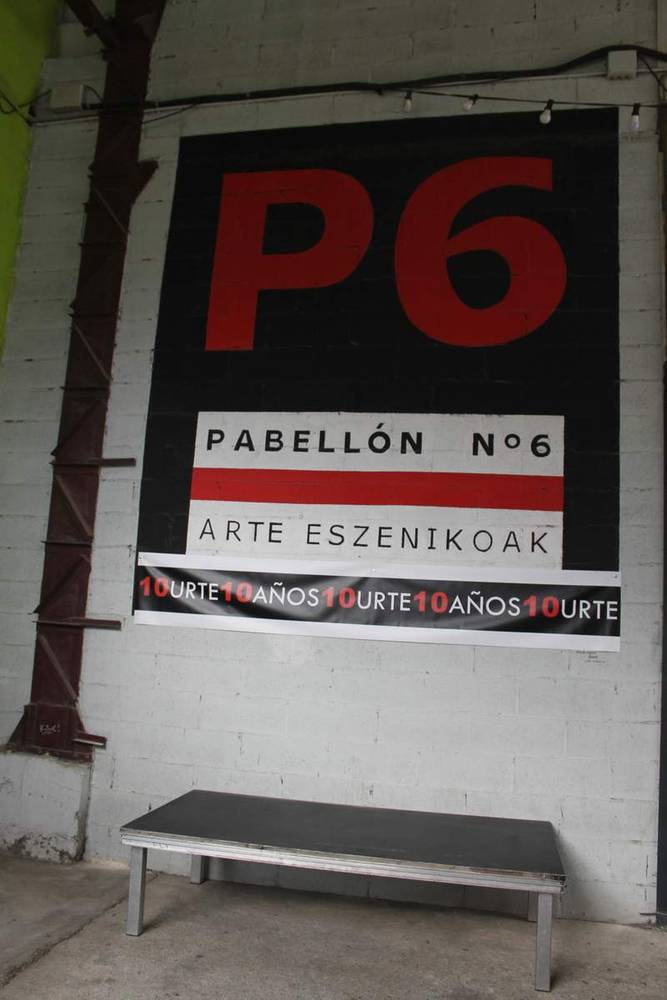 P6
PABELLÓN Nº6
ARTE ESZENIKOAK
10URTE10AÑOS10URTE10AÑOS10URTE